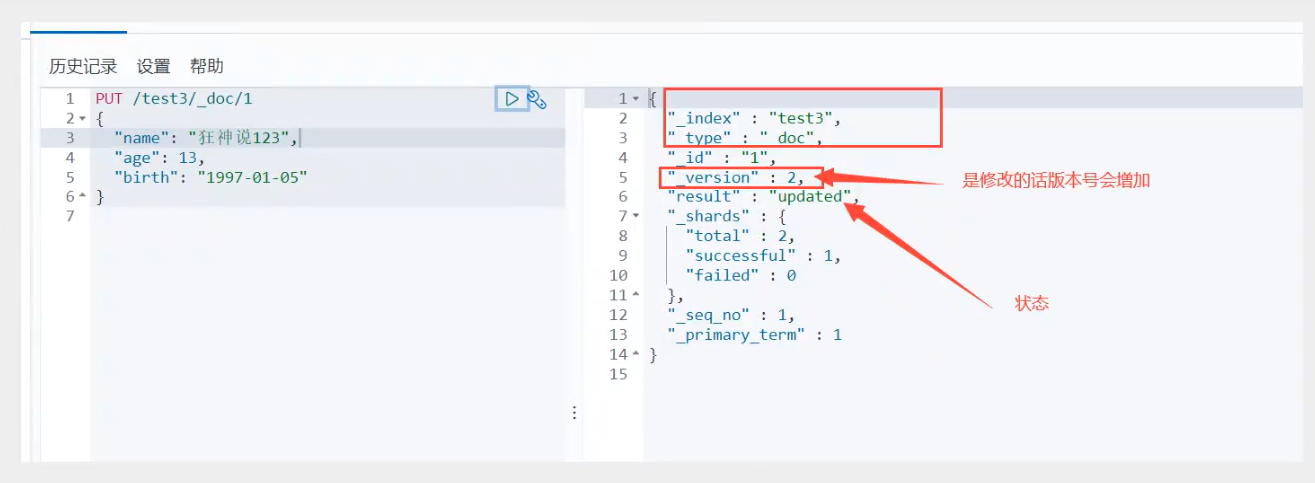 历史记录 设置 帮助
1 PUT /test3/_doc/1
2 {
3 "name": "狂神说123",
4 "age": 13,
5 "birth": "1997-01-05"
6 }
7
1 {
2 "_index" : "test3",
3 "_type" : "_doc",
4 "_id" : "1",
5 "_version" : 2,
6 "result" : "updated",
7 "_shards" : {
8 "total" : 2,
9 "successful" : 1,
10 "failed" : 0
11 },
12 "_seq_no" : 1,
13 "_primary_term" : 1
14 }
15
是修改的话版本号会增加
状态